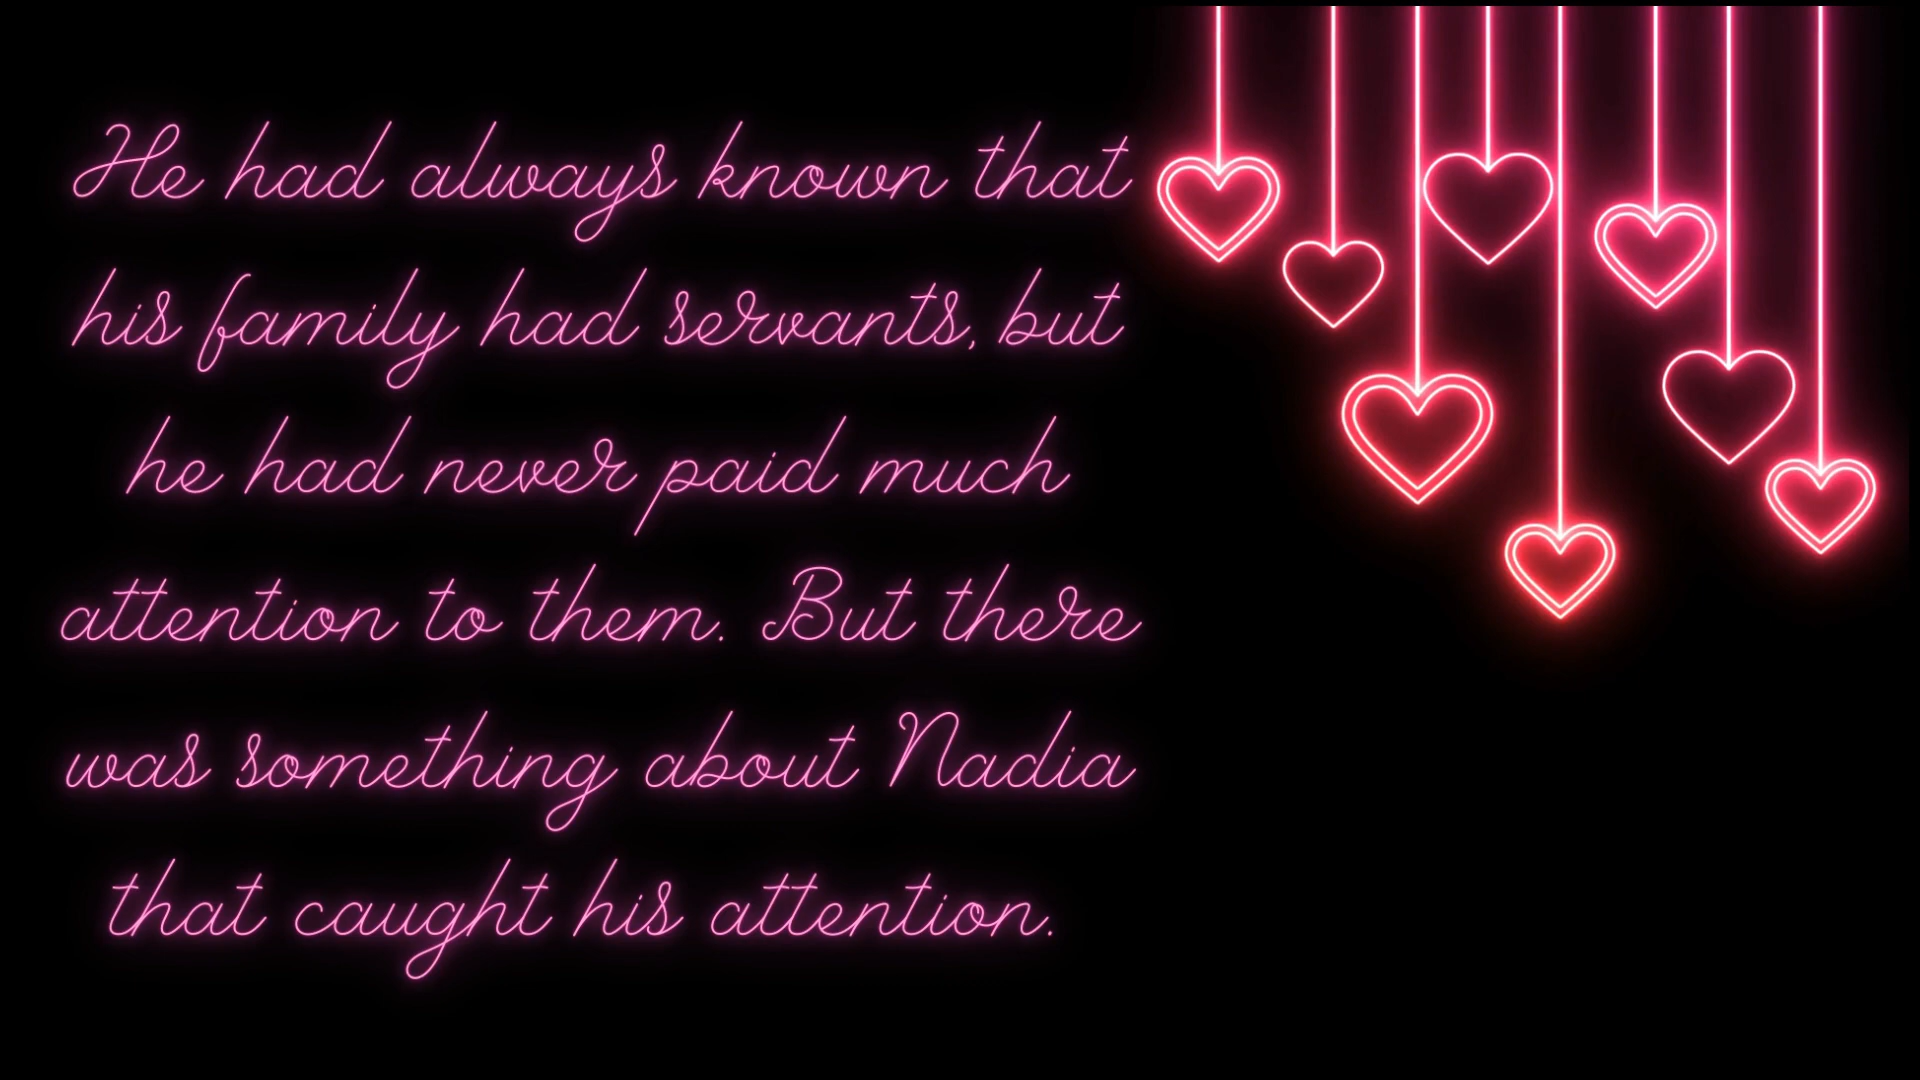 He had always known that
his family had servants, but
he had never paid much
attention to them. But there
was something about Nadia
that caught his attention.